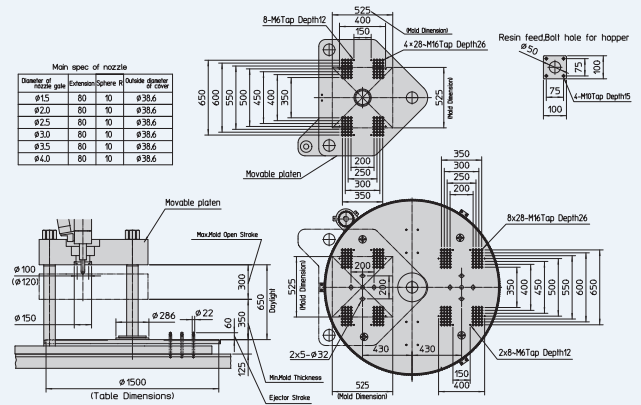 525
8-M6Tap Depth12
400
(Mold Dimension)
150
4×28-M16Tap Depth26
Resin feed,Bolt hole for hopper
Ø50
75
100
75
4-M10Tap Depth15
100
Main spec of nozzle
Diameter of nozzle gate Extension Sphere R Outside diameter of cover
Ø1.5 80 10 Ø38.6
Ø2.0 80 10 Ø38.6
Ø2.5 80 10 Ø38.6
Ø3.0 80 10 Ø38.6
Ø3.5 80 10 Ø38.6
Ø4.0 80 10 Ø38.6
650
600
550
500
450
400
350
525
(Mold Dimension)
200
250
300
350
Movable platen
Movable platen
Max.Mold Open Stroke
Ø100
(Ø120)
Ø150
Ø286
Ø22
300
650
Daylight
350
60
125
Ø1500
(Table Dimensions)
Min.Mold Thickness
Ejector Stroke
350
300
250
200
8x28-M16Tap Depth26
200
200
525
(Mold Dimension)
350
400
450
500
550
600
650
430
430
2x5-Ø32
2x8-M6Tap Depth12
150
400
525
(Mold Dimension)